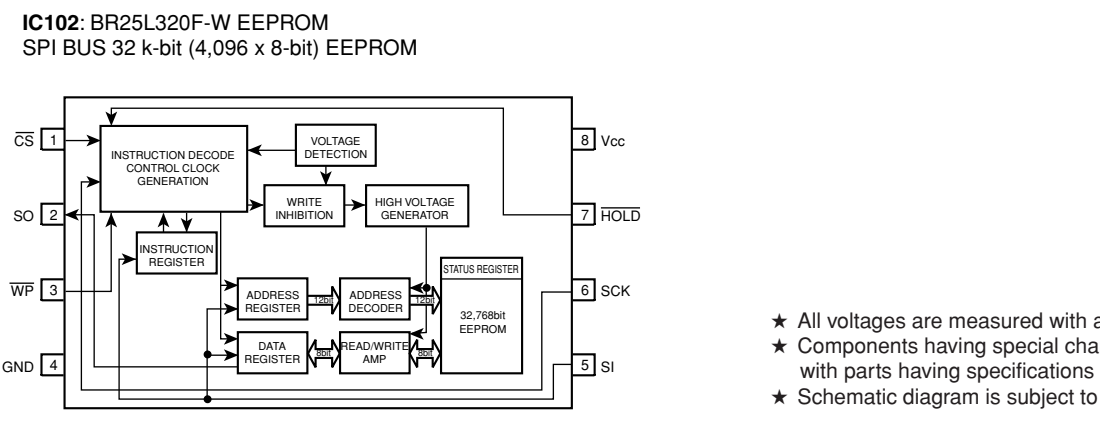 IC102: BR25L320F-W EEPROM
SPI BUS 32 k-bit (4,096 x 8-bit) EEPROM
CS 1
8 Vcc
INSTRUCTION DECODE
CONTROL CLOCK
GENERATION
VOLTAGE
DETECTION
WRITE
INHIBITION
HIGH VOLTAGE
GENERATOR
SO 2
7 HOLD
INSTRUCTION
REGISTER
STATUS REGISTER
WP 3
6 SCK
ADDRESS
REGISTER
12bit
ADDRESS
DECODER
12bit
32,768bit
EEPROM
DATA
REGISTER
8bit
READ/WRITE
AMP
8bit
GND 4
5 SI
★ All voltages are measured with a
★ Components having special cha
with parts having specifications
★ Schematic diagram is subject to